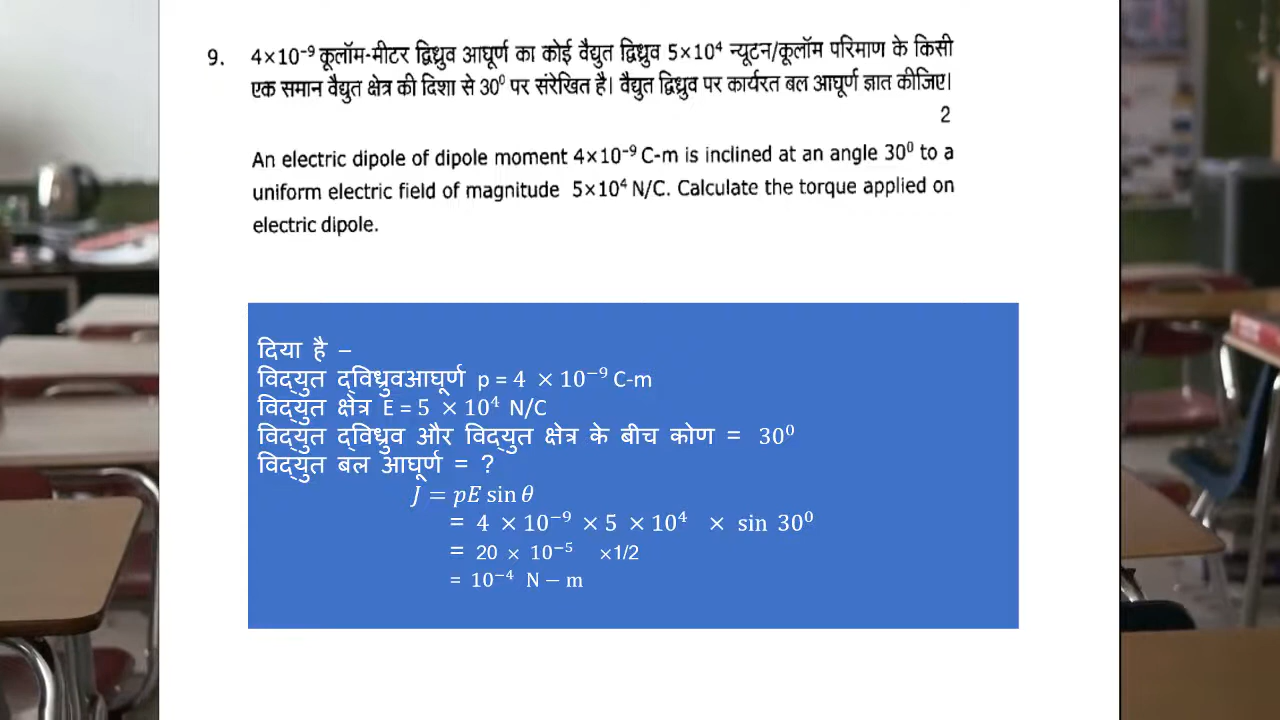 9. 4×10⁻⁹ कूलॉम-मीटर द्विध्रुव आघूर्ण का कोई वैद्युत द्विध्रुव 5×10⁴ न्यूटन/कूलॉम परिमाण के किसी
एक समान वैद्युत क्षेत्र की दिशा से 30⁰ पर संरेखित है। वैद्युत द्विध्रुव पर कार्यरत बल आघूर्ण ज्ञात कीजिए।
2
An electric dipole of dipole moment 4×10⁻⁹ C-m is inclined at an angle 30⁰ to a
uniform electric field of magnitude 5×10⁴ N/C. Calculate the torque applied on
electric dipole.
दिया है –
विद्युत द्विध्रुवआघूर्ण p = 4 × 10⁻⁹ C-m
विद्युत क्षेत्र E = 5 × 10⁴ N/C
विद्युत द्विध्रुव और विद्युत क्षेत्र के बीच कोण = 30⁰
विद्युत बल आघूर्ण = ?
J = pE sin θ
= 4 × 10⁻⁹ × 5 × 10⁴ × sin 30⁰
= 20 × 10⁻⁵ ×1/2
= 10⁻⁴ N – m